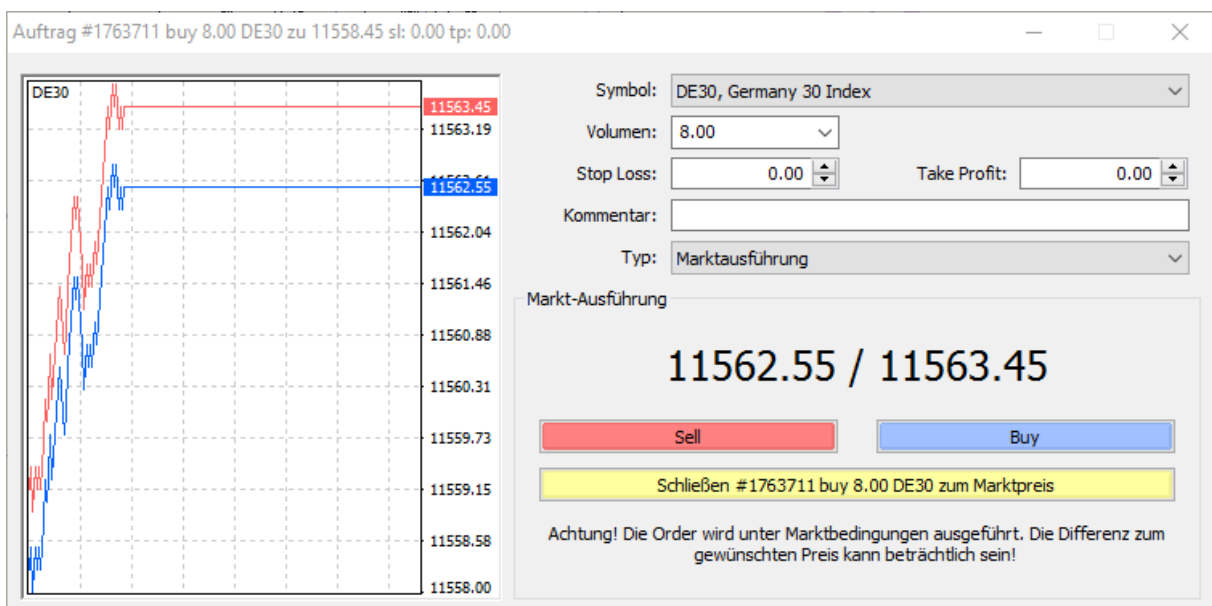 Auftrag #1763711 buy 8.00 DE30 zu 11558.45 sl: 0.00 tp: 0.00
DE30
11563.45
11563.19
11562.55
11562.04
11561.46
11560.88
11560.31
11559.73
11559.15
11558.58
11558.00
Symbol: DE30, Germany 30 Index
Volumen: 8.00
Stop Loss: 0.00 Take Profit: 0.00
Kommentar:
Typ: Marktausführung
Markt-Ausführung
11562.55 / 11563.45
Sell Buy
Schließen #1763711 buy 8.00 DE30 zum Marktpreis
Achtung! Die Order wird unter Marktbedingungen ausgeführt. Die Differenz zum
gewünschten Preis kann beträchtlich sein!